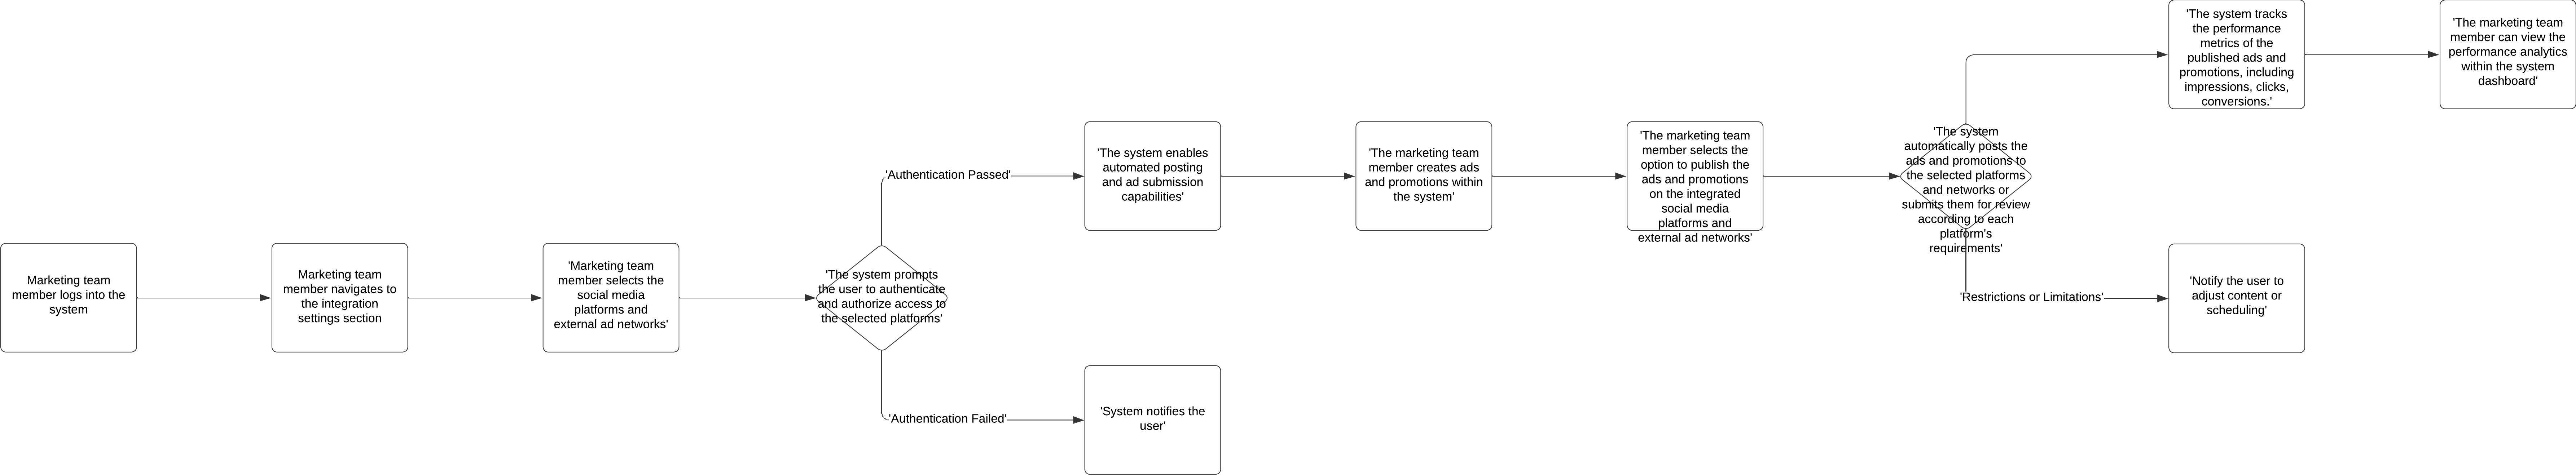 Marketing team
member logs into the
system
Marketing team
member navigates to
the integration
settings section
'Marketing team
member selects the
social media
platforms and
external ad networks'
'The system prompts
the user to authenticate
and authorize access to
the selected platforms'
'Authentication Passed'
'The system enables
automated posting
and ad submission
capabilities'
'The marketing team
member creates ads
and promotions within
the system'
'The marketing team
member selects the
option to publish the
ads and promotions
on the integrated
social media
platforms and
external ad networks'
'The system
automatically posts the
ads and promotions to
the selected platforms
and networks or
submits them for review
according to each
platform's
requirements'
'The system tracks
the performance
metrics of the
published ads and
promotions, including
impressions, clicks,
conversions.'
'The marketing team
member can view the
performance analytics
within the system
dashboard'
'Restrictions or Limitations'
'Notify the user to
adjust content or
scheduling'
'Authentication Failed'
'System notifies the
user'